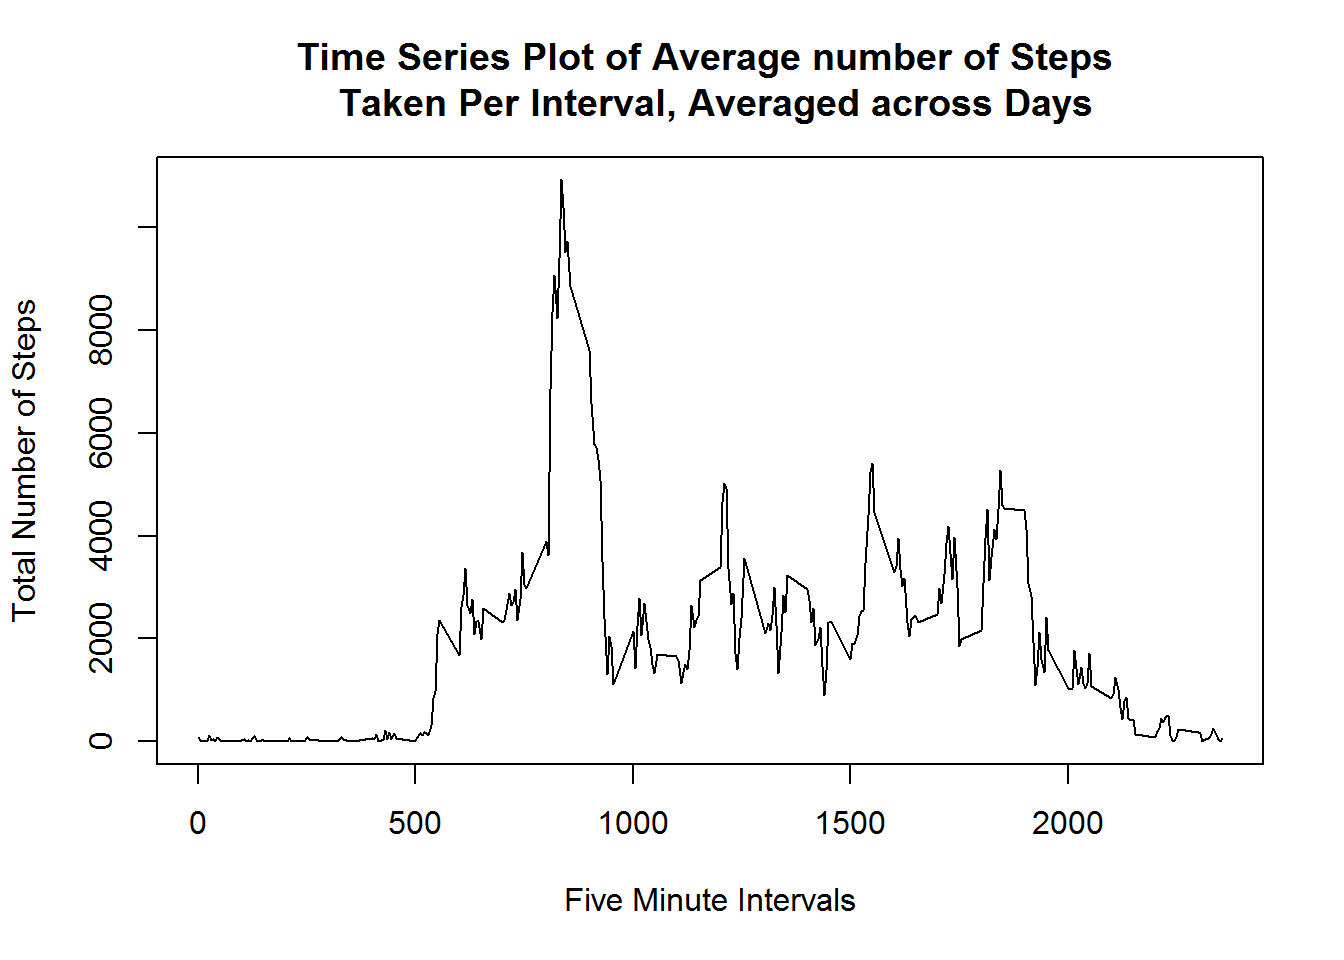 Time Series Plot of Average number of Steps
Taken Per Interval, Averaged across Days
Total Number of Steps
8000
6000
4000
2000
0
0 500 1000 1500 2000
Five Minute Intervals